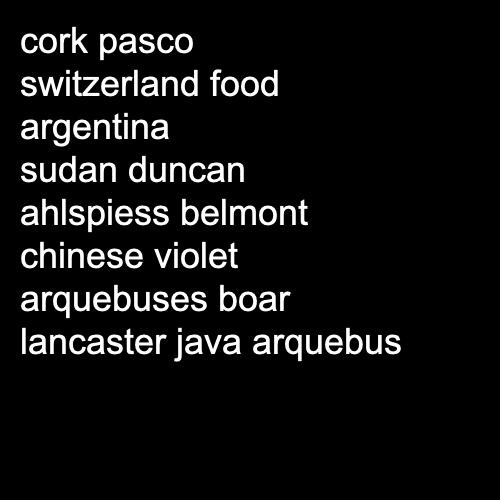 cork pasco
switzerland food
argentina
sudan duncan
ahlspiess belmont
chinese violet
arquebuses boar
lancaster java arquebus